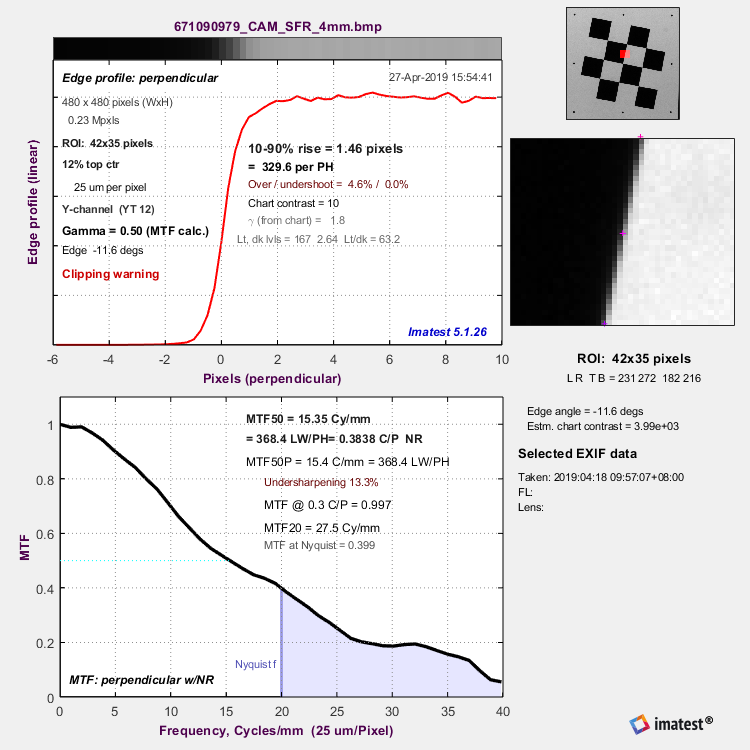 671090979_CAM_SFR_4mm.bmp
Edge profile: perpendicular
27-Apr-2019 15:54:41
480 x 480 pixels (WxH)
0.23 Mpxls
ROI: 42x35 pixels
12% top ctr
25 um per pixel
Y-channel (YT 12)
Gamma = 0.50 (MTF calc.)
Edge -11.6 degs
Clipping warning
10-90% rise = 1.46 pixels
= 329.6 per PH
Over / undershoot = 4.6% / 0.0%
Chart contrast = 10
γ (from chart) = 1.8
Lt, dk lvls = 167 2.64 Lt/dk = 63.2
Imatest 5.1.26
Edge profile (linear)
-6 -4 -2 0 2 4 6 8 10
Pixels (perpendicular)
ROI: 42x35 pixels
L R T B = 231 272 182 216
Edge angle = -11.6 degs
Estm. chart contrast = 3.99e+03
Selected EXIF data
Taken: 2019:04:18 09:57:07+08:00
FL:
Lens:
MTF50 = 15.35 Cy/mm
= 368.4 LW/PH= 0.3838 C/P NR
MTF50P = 15.4 C/mm = 368.4 LW/PH
Undersharpening 13.3%
MTF @ 0.3 C/P = 0.997
MTF20 = 27.5 Cy/mm
MTF at Nyquist = 0.399
Nyquist f
MTF: perpendicular w/NR
MTF
1
0.8
0.6
0.4
0.2
0
0 5 10 15 20 25 30 35 40
Frequency, Cycles/mm (25 um/Pixel)
imatest®